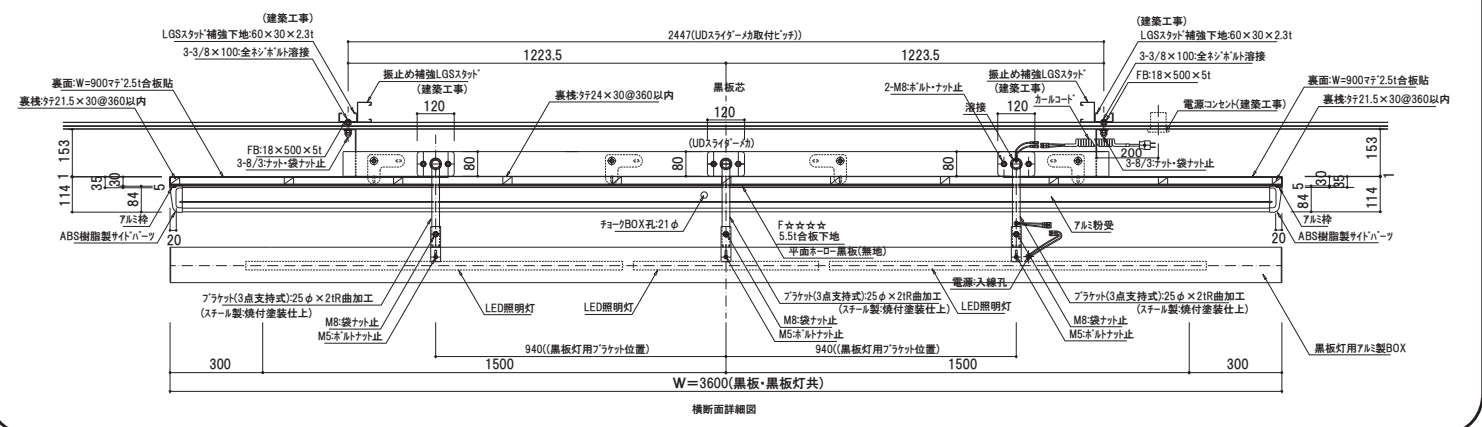 (建築工事)
LGSスタッド補強下地:60×30×2.3t
3-3/8×100:全ネジボルト溶接
2447(UDスライダーメカ取付ピッチ))
1223.5
1223.5
(建築工事)
LGSスタッド補強下地:60×30×2.3t
3-3/8×100:全ネジボルト溶接
FB:18×500×5t
裏面:W=900マデ2.5t合板貼
裏桟:タテ21.5×30@360以内
振止め補強LGSスタッド
(建築工事)
120
裏桟:タテ24×30@360以内
黒板芯
120
2-M8:ボルト・ナット止
溶接
振止め補強LGSスタッド
(建築工事)
120
カールコード
電源:コンセント(建築工事)
裏面:W=900マデ2.5t合板貼
裏桟:タテ21.5×30@360以内
FB:18×500×5t
3-8/3:ナット・袋ナット止
80
(UDスライダーメカ)
80
80
200
3-8/3:ナット・袋ナット止
153
1
114
35
30
5
84
153
1
114
35
30
5
84
アルミ枠
ABS樹脂製サイドパーツ
20
チョークBOX孔:21φ
F☆☆☆☆
5.5t合板下地
平面ホーロー黒板(無地)
アルミ粉受
アルミ枠
ABS樹脂製サイドパーツ
20
電源:入線孔
ブラケット(3点支持式):25φ×2tR曲加工
(スチール製:焼付塗装仕上)
LED照明灯
LED照明灯
ブラケット(3点支持式):25φ×2tR曲加工
(スチール製:焼付塗装仕上)
LED照明灯
ブラケット(3点支持式):25φ×2tR曲加工
(スチール製:焼付塗装仕上)
M8:袋ナット止
M5:ボルトナット止
M8:袋ナット止
M5:ボルトナット止
M8:袋ナット止
M5:ボルトナット止
黒板灯用アルミ製BOX
940((黒板灯用ブラケット位置)
940((黒板灯用ブラケット位置)
300
1500
1500
300
W=3600(黒板・黒板灯共)
横断面詳細図